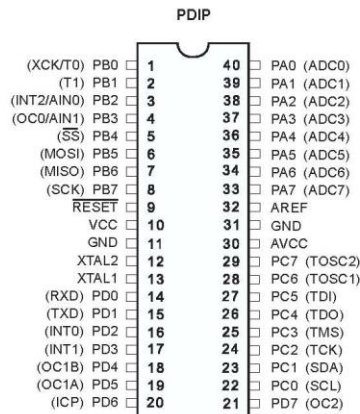 PDIP
(XCK/T0) PB0 1 40 PA0 (ADC0)
(T1) PB1 2 39 PA1 (ADC1)
(INT2/AIN0) PB2 3 38 PA2 (ADC2)
(OC0/AIN1) PB3 4 37 PA3 (ADC3)
(SS) PB4 5 36 PA4 (ADC4)
(MOSI) PB5 6 35 PA5 (ADC5)
(MISO) PB6 7 34 PA6 (ADC6)
(SCK) PB7 8 33 PA7 (ADC7)
RESET 9 32 AREF
VCC 10 31 GND
GND 11 30 AVCC
XTAL2 12 29 PC7 (TOSC2)
XTAL1 13 28 PC6 (TOSC1)
(RXD) PD0 14 27 PC5 (TDI)
(TXD) PD1 15 26 PC4 (TDO)
(INT0) PD2 16 25 PC3 (TMS)
(INT1) PD3 17 24 PC2 (TCK)
(OC1B) PD4 18 23 PC1 (SDA)
(OC1A) PD5 19 22 PC0 (SCL)
(ICP) PD6 20 21 PD7 (OC2)